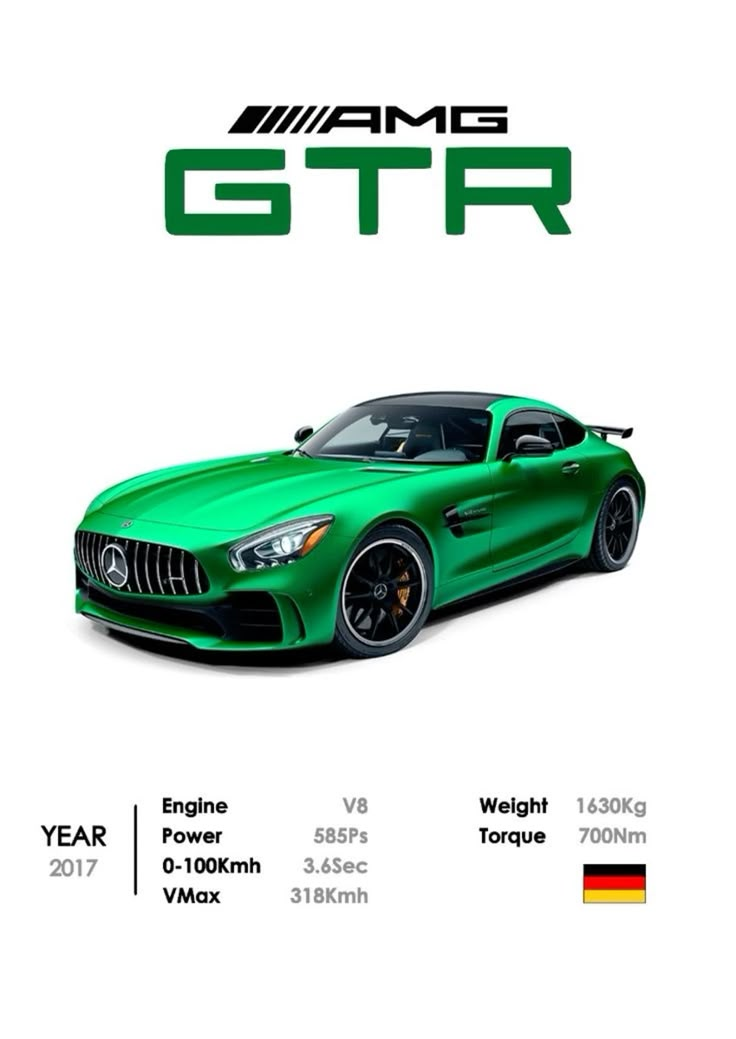 AMG
GTR
YEAR
2017
Engine V8
Power 585Ps
0-100Kmh 3.6Sec
VMax 318Kmh
Weight 1630Kg
Torque 700Nm